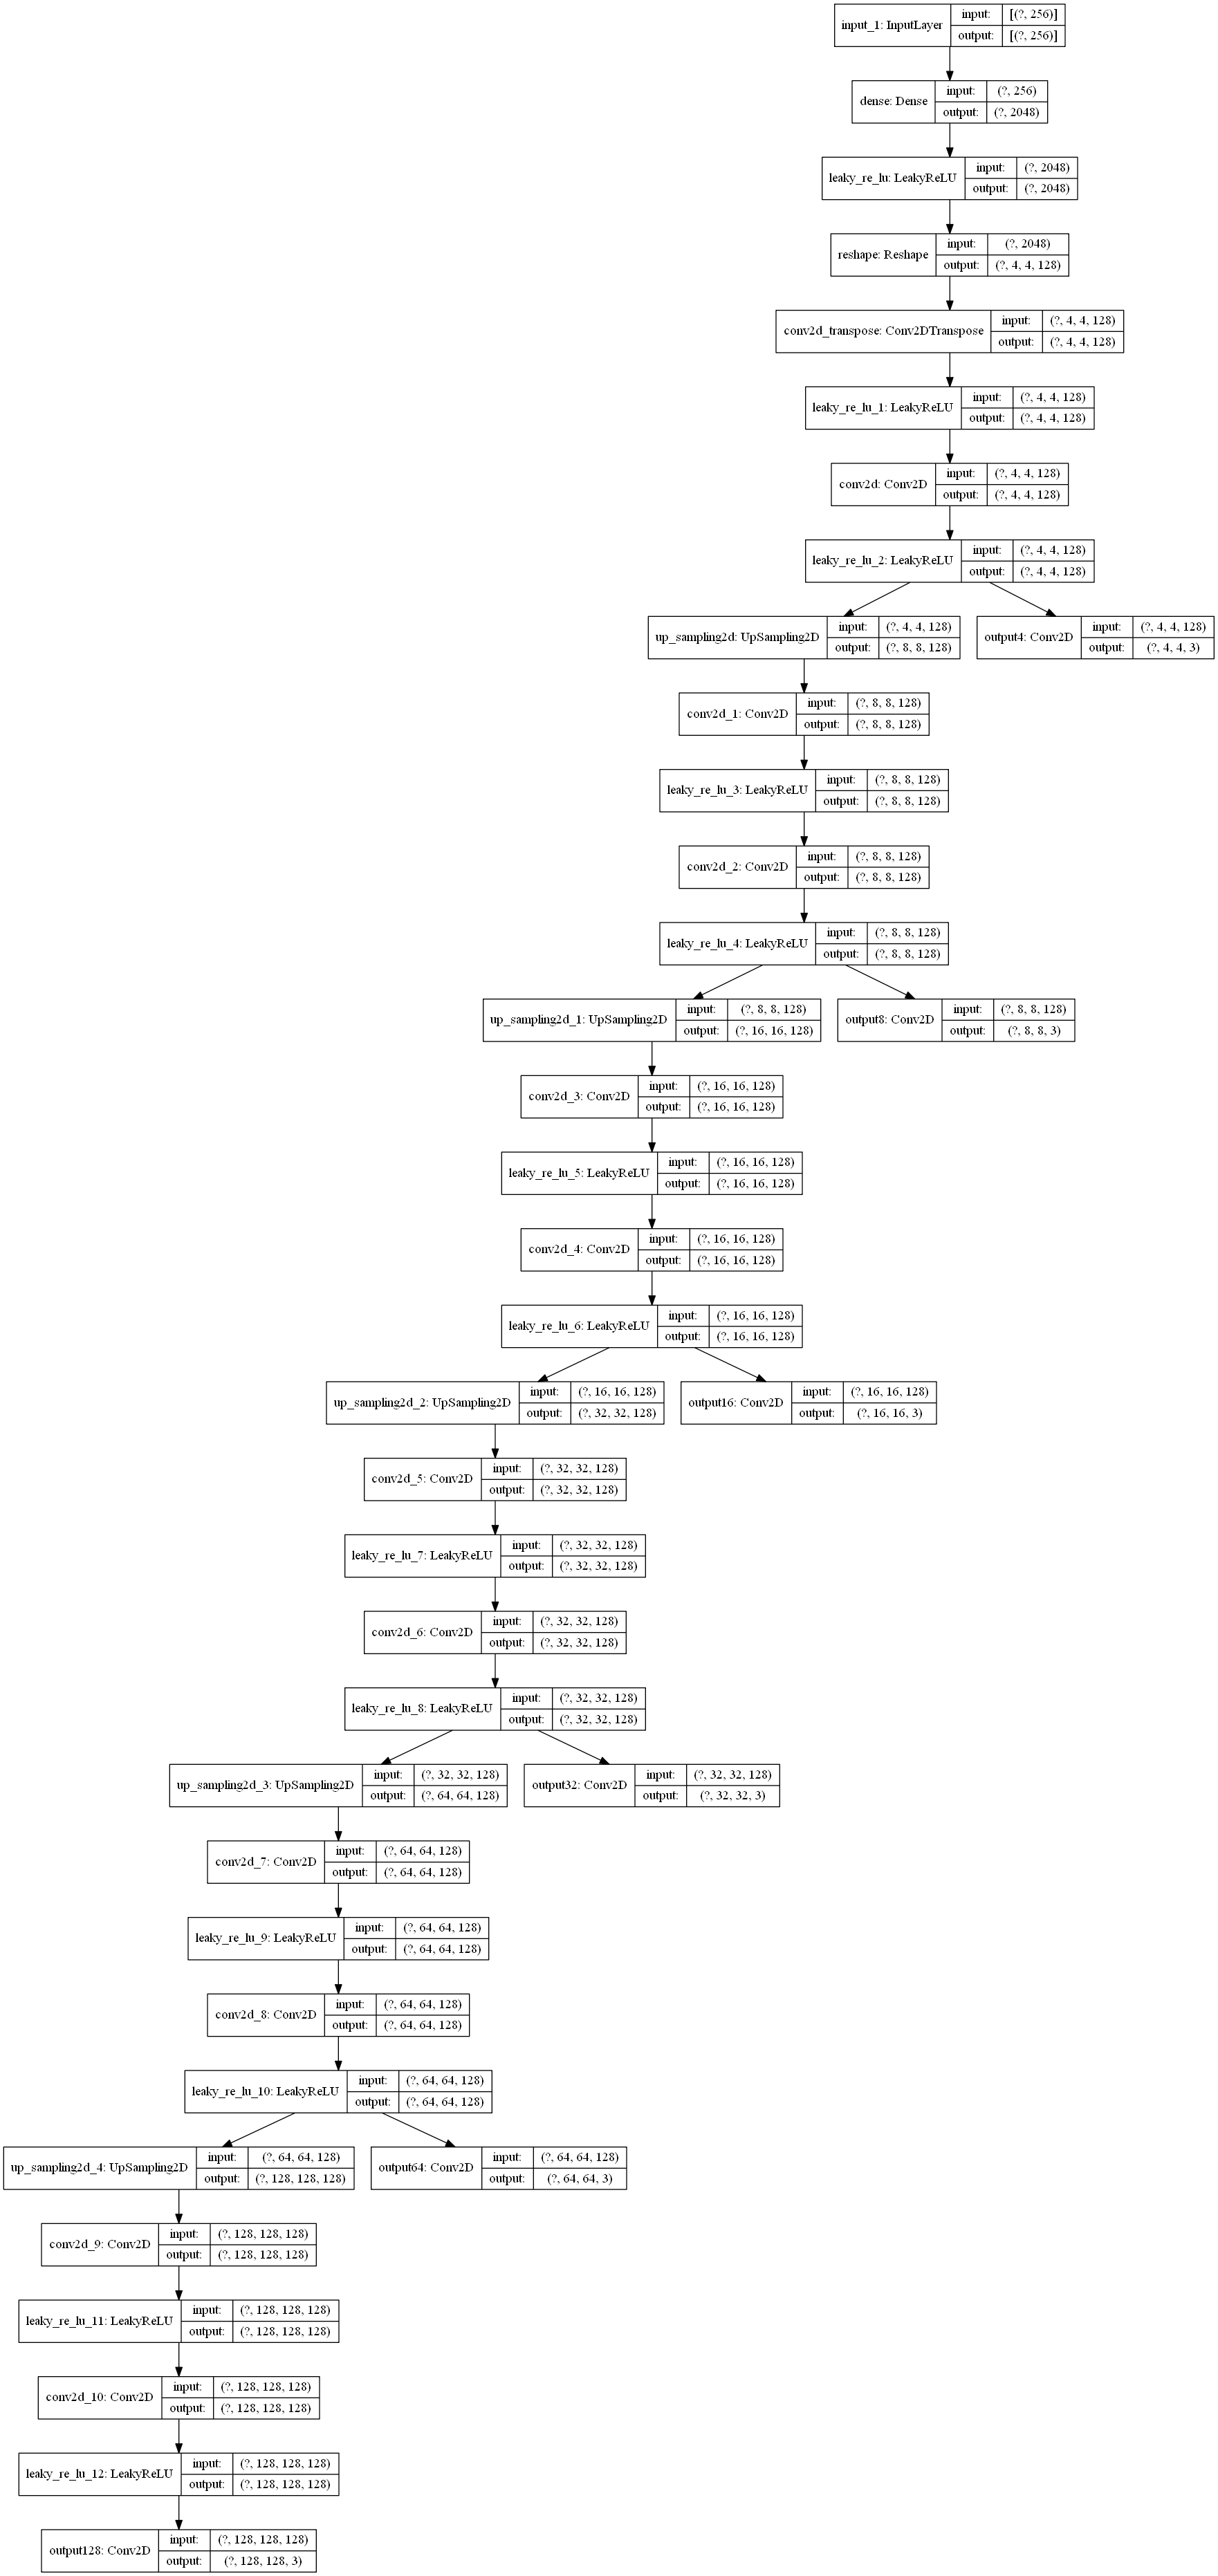 input_1: InputLayer
input: [(?, 256)]
output: [(?, 256)]
dense: Dense
input: (?, 256)
output: (?, 2048)
leaky_re_lu: LeakyReLU
input: (?, 2048)
output: (?, 2048)
reshape: Reshape
input: (?, 2048)
output: (?, 4, 4, 128)
conv2d_transpose: Conv2DTranspose
input: (?, 4, 4, 128)
output: (?, 4, 4, 128)
leaky_re_lu_1: LeakyReLU
input: (?, 4, 4, 128)
output: (?, 4, 4, 128)
conv2d: Conv2D
input: (?, 4, 4, 128)
output: (?, 4, 4, 128)
leaky_re_lu_2: LeakyReLU
input: (?, 4, 4, 128)
output: (?, 4, 4, 128)
up_sampling2d: UpSampling2D
input: (?, 4, 4, 128)
output: (?, 8, 8, 128)
output4: Conv2D
input: (?, 4, 4, 128)
output: (?, 4, 4, 3)
conv2d_1: Conv2D
input: (?, 8, 8, 128)
output: (?, 8, 8, 128)
leaky_re_lu_3: LeakyReLU
input: (?, 8, 8, 128)
output: (?, 8, 8, 128)
conv2d_2: Conv2D
input: (?, 8, 8, 128)
output: (?, 8, 8, 128)
leaky_re_lu_4: LeakyReLU
input: (?, 8, 8, 128)
output: (?, 8, 8, 128)
up_sampling2d_1: UpSampling2D
input: (?, 8, 8, 128)
output: (?, 16, 16, 128)
output8: Conv2D
input: (?, 8, 8, 128)
output: (?, 8, 8, 3)
conv2d_3: Conv2D
input: (?, 16, 16, 128)
output: (?, 16, 16, 128)
leaky_re_lu_5: LeakyReLU
input: (?, 16, 16, 128)
output: (?, 16, 16, 128)
conv2d_4: Conv2D
input: (?, 16, 16, 128)
output: (?, 16, 16, 128)
leaky_re_lu_6: LeakyReLU
input: (?, 16, 16, 128)
output: (?, 16, 16, 128)
up_sampling2d_2: UpSampling2D
input: (?, 16, 16, 128)
output: (?, 32, 32, 128)
output16: Conv2D
input: (?, 16, 16, 128)
output: (?, 16, 16, 3)
conv2d_5: Conv2D
input: (?, 32, 32, 128)
output: (?, 32, 32, 128)
leaky_re_lu_7: LeakyReLU
input: (?, 32, 32, 128)
output: (?, 32, 32, 128)
conv2d_6: Conv2D
input: (?, 32, 32, 128)
output: (?, 32, 32, 128)
leaky_re_lu_8: LeakyReLU
input: (?, 32, 32, 128)
output: (?, 32, 32, 128)
up_sampling2d_3: UpSampling2D
input: (?, 32, 32, 128)
output: (?, 64, 64, 128)
output32: Conv2D
input: (?, 32, 32, 128)
output: (?, 32, 32, 3)
conv2d_7: Conv2D
input: (?, 64, 64, 128)
output: (?, 64, 64, 128)
leaky_re_lu_9: LeakyReLU
input: (?, 64, 64, 128)
output: (?, 64, 64, 128)
conv2d_8: Conv2D
input: (?, 64, 64, 128)
output: (?, 64, 64, 128)
leaky_re_lu_10: LeakyReLU
input: (?, 64, 64, 128)
output: (?, 64, 64, 128)
up_sampling2d_4: UpSampling2D
input: (?, 64, 64, 128)
output: (?, 128, 128, 128)
output64: Conv2D
input: (?, 64, 64, 128)
output: (?, 64, 64, 3)
conv2d_9: Conv2D
input: (?, 128, 128, 128)
output: (?, 128, 128, 128)
leaky_re_lu_11: LeakyReLU
input: (?, 128, 128, 128)
output: (?, 128, 128, 128)
conv2d_10: Conv2D
input: (?, 128, 128, 128)
output: (?, 128, 128, 128)
leaky_re_lu_12: LeakyReLU
input: (?, 128, 128, 128)
output: (?, 128, 128, 128)
output128: Conv2D
input: (?, 128, 128, 128)
output: (?, 128, 128, 3)